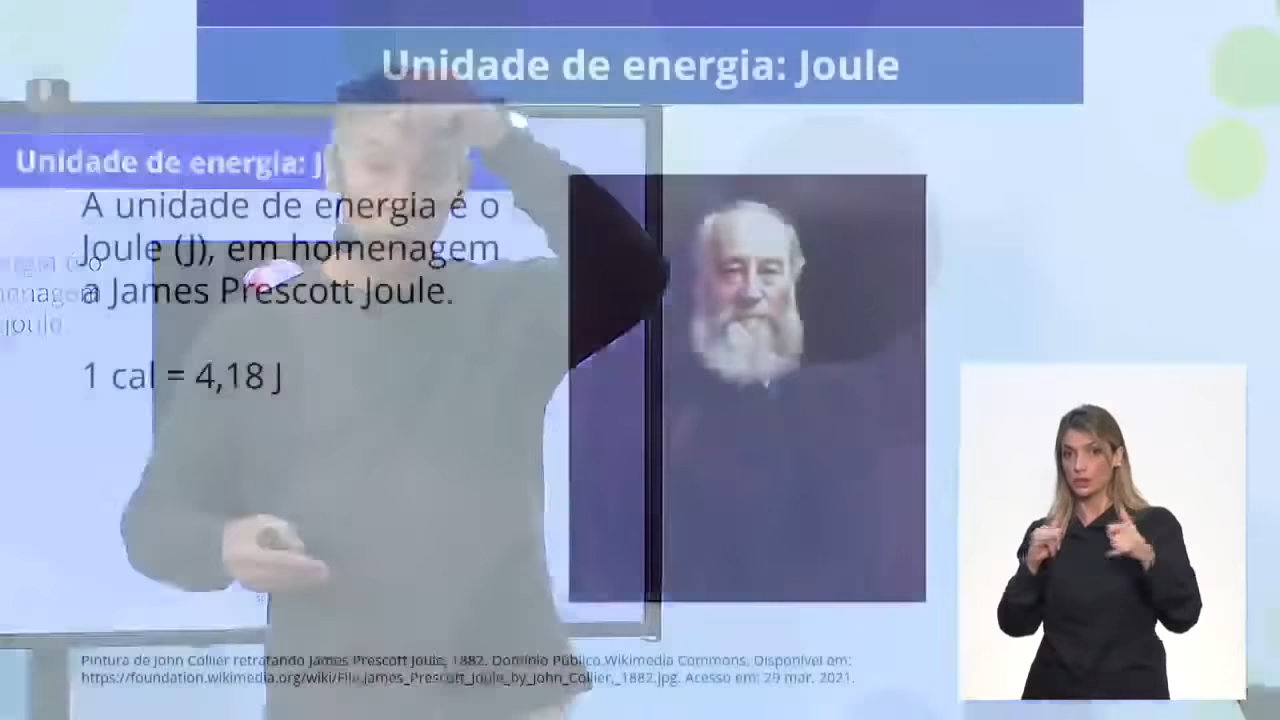 Unidade de energia: Joule
Unidade de energia: J
A unidade de energia é o
Joule (J), em homenagem
a James Prescott Joule.
1 cal = 4,18 J
Pintura de John Collier retratando James Prescott Joule, 1882. Domínio Público.Wikimedia Commons. Disponível em:
https://foundation.wikimedia.org/wiki/File:James_Prescott_Joule_by_John_Collier,_1882.jpg. Acesso em: 29 mar. 2021.